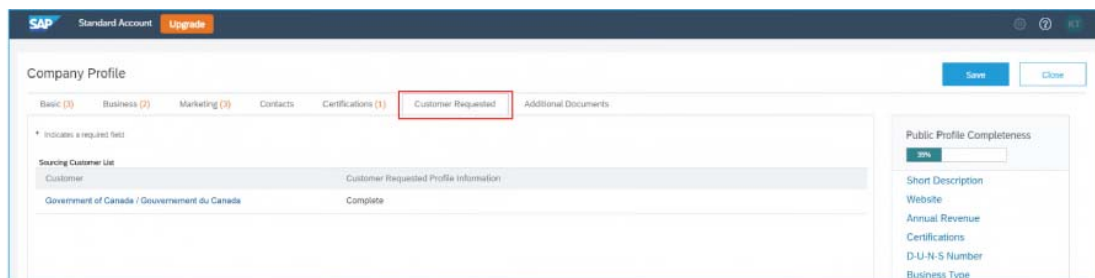 SAP Standard Account Upgrade
KT
Company Profile
Save Close
Basic (3) Business (2) Marketing (3) Contacts Certifications (1) Customer Requested Additional Documents
* Indicates a required field
Sourcing Customer List
Customer Customer Requested Profile Information
Government of Canada / Gouvernement du Canada Complete
Public Profile Completeness
35%
Short Description
Website
Annual Revenue
Certifications
D-U-N-S Number
Business Type